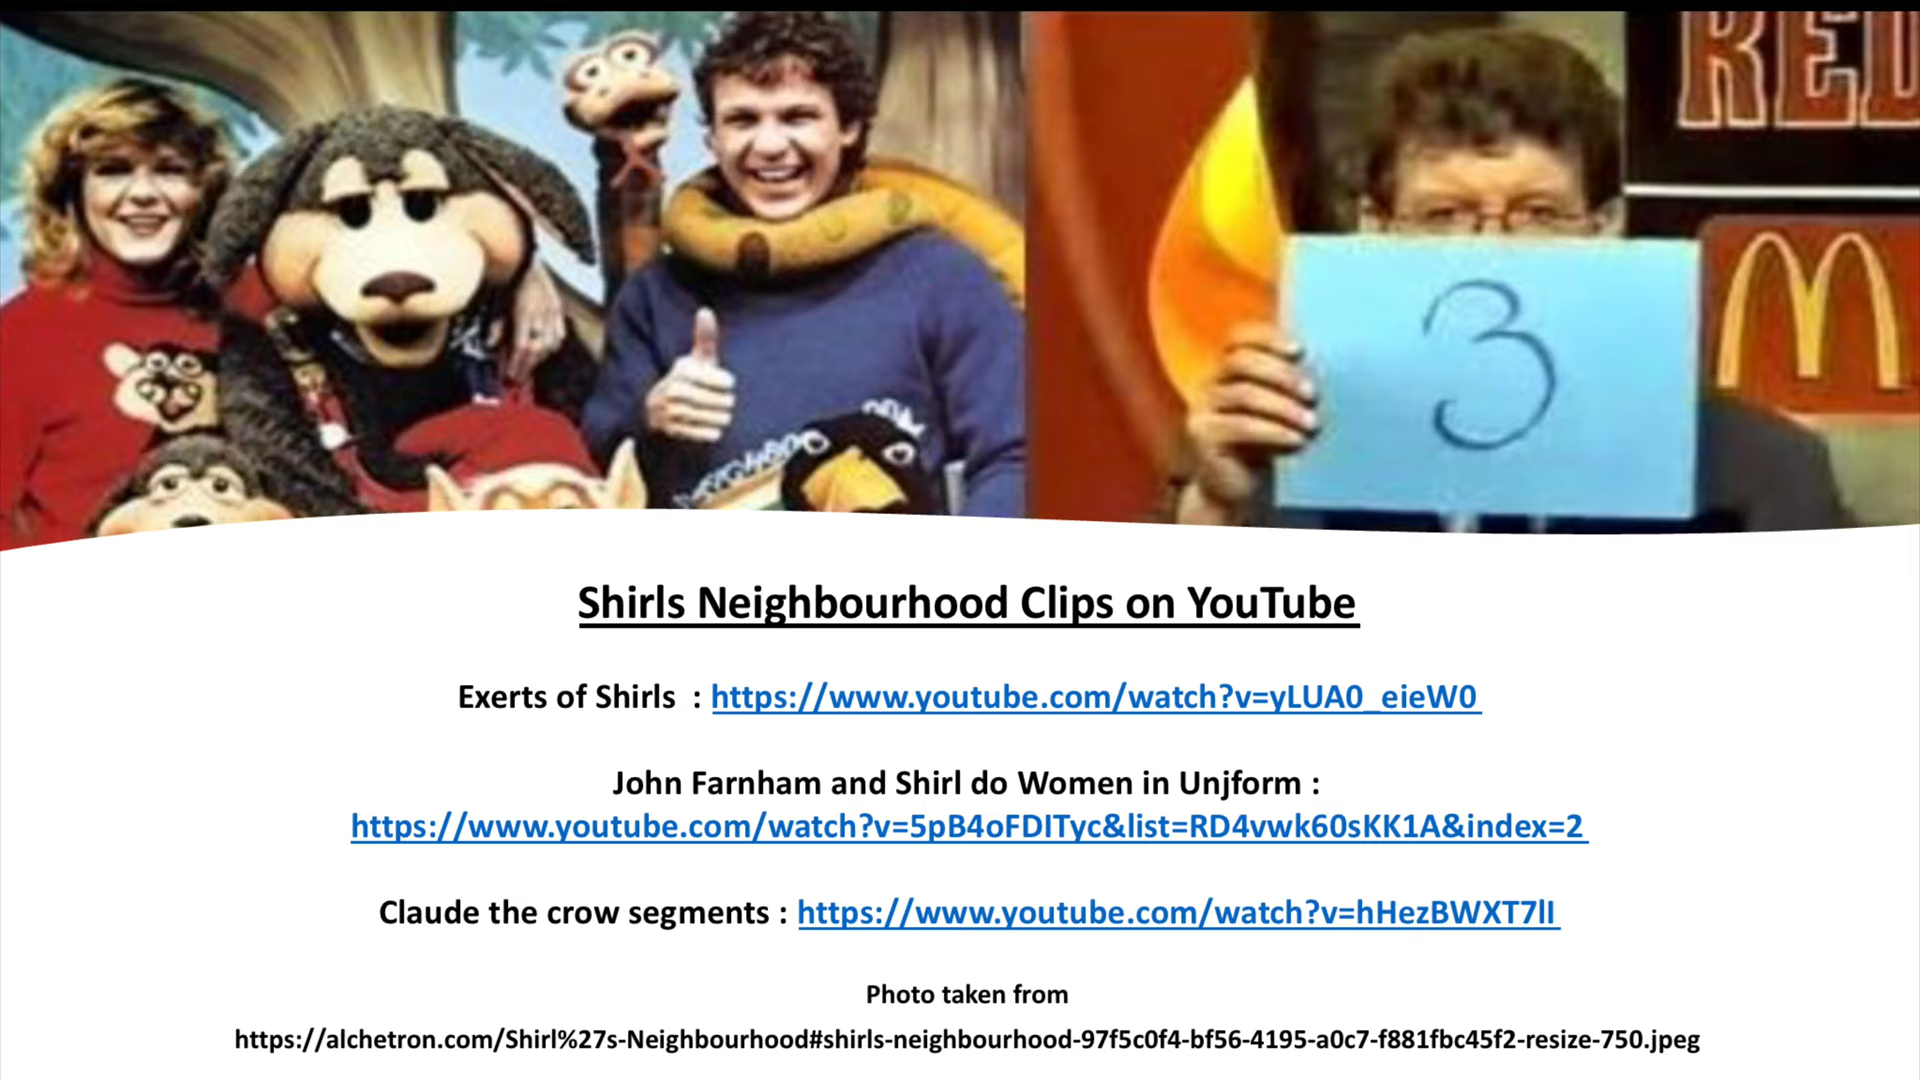 RED
3
M
Shirls Neighbourhood Clips on YouTube
Exerts of Shirls : https://www.youtube.com/watch?v=yLUA0_eieW0
John Farnham and Shirl do Women in Unjform :
https://www.youtube.com/watch?v=5pB4oFDITyc&list=RD4vwk60sKK1A&index=2
Claude the crow segments : https://www.youtube.com/watch?v=hHezBWXT7lI
Photo taken from
https://alchetron.com/Shirl%27s-Neighbourhood#shirls-neighbourhood-97f5c0f4-bf56-4195-a0c7-f881fbc45f2-resize-750.jpeg